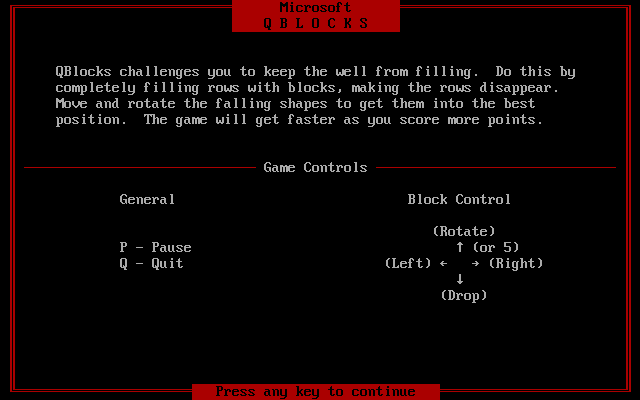 Microsoft
Q B L O C K S
QBlocks challenges you to keep the well from filling.  Do this by
completely filling rows with blocks, making the rows disappear.
Move and rotate the falling shapes to get them into the best
position.  The game will get faster as you score more points.
Game Controls
General
Block Control
(Rotate)
P - Pause ↑ (or 5)
Q - Quit (Left) ← → (Right)
↓
(Drop)
Press any key to continue